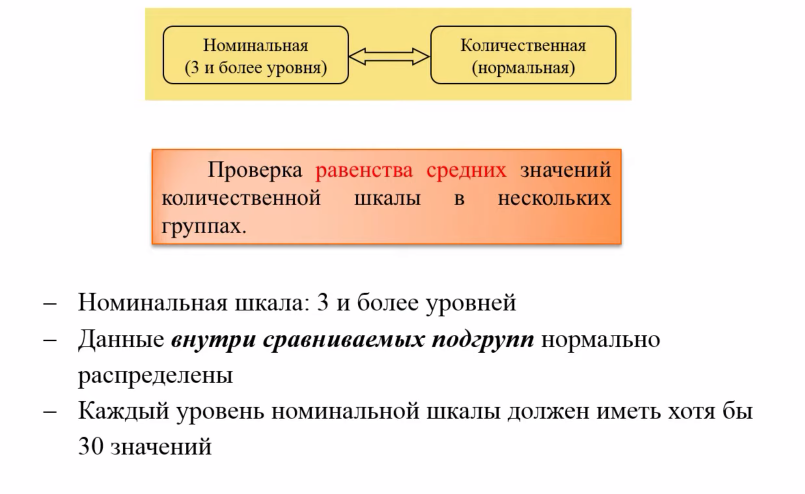 Номинальная
(3 и более уровня)
Количественная
(нормальная)
Проверка равенства средних значений
количественной шкалы в нескольких
группах.
– Номинальная шкала: 3 и более уровней
– Данные внутри сравниваемых подгрупп нормально
распределены
– Каждый уровень номинальной шкалы должен иметь хотя бы
30 значений